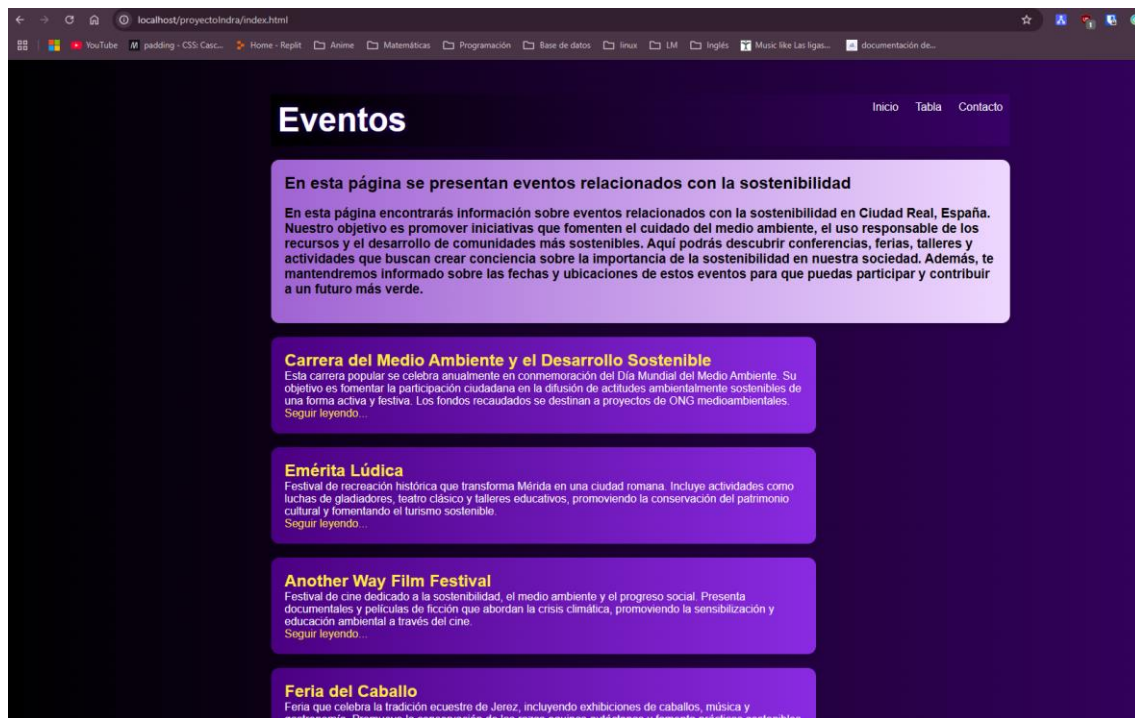 localhost/proyectoIndra/index.html
YouTube padding - CSS: Casc... Home - Replit Anime Matemáticas Programación Base de datos linux LM Inglés Music like Las ligas... documentación de...
Eventos
Inicio Tabla Contacto
En esta página se presentan eventos relacionados con la sostenibilidad
En esta página encontrarás información sobre eventos relacionados con la sostenibilidad en Ciudad Real, España.
Nuestro objetivo es promover iniciativas que fomenten el cuidado del medio ambiente, el uso responsable de los
recursos y el desarrollo de comunidades más sostenibles. Aquí podrás descubrir conferencias, ferias, talleres y
actividades que buscan crear conciencia sobre la importancia de la sostenibilidad en nuestra sociedad. Además, te
mantendremos informado sobre las fechas y ubicaciones de estos eventos para que puedas participar y contribuir
a un futuro más verde.
Carrera del Medio Ambiente y el Desarrollo Sostenible
Esta carrera popular se celebra anualmente en conmemoración del Día Mundial del Medio Ambiente. Su
objetivo es fomentar la participación ciudadana en la difusión de actitudes ambientalmente sostenibles de
una forma activa y festiva. Los fondos recaudados se destinan a proyectos de ONG medioambientales.
Seguir leyendo...
Emérita Lúdica
Festival de recreación histórica que transforma Mérida en una ciudad romana. Incluye actividades como
luchas de gladiadores, teatro clásico y talleres educativos, promoviendo la conservación del patrimonio
cultural y fomentando el turismo sostenible.
Seguir leyendo...
Another Way Film Festival
Festival de cine dedicado a la sostenibilidad, el medio ambiente y el progreso social. Presenta
documentales y películas de ficción que abordan la crisis climática, promoviendo la sensibilización y
educación ambiental a través del cine.
Seguir leyendo...
Feria del Caballo
Feria que celebra la tradición ecuestre de Jerez, incluyendo exhibiciones de caballos, música y